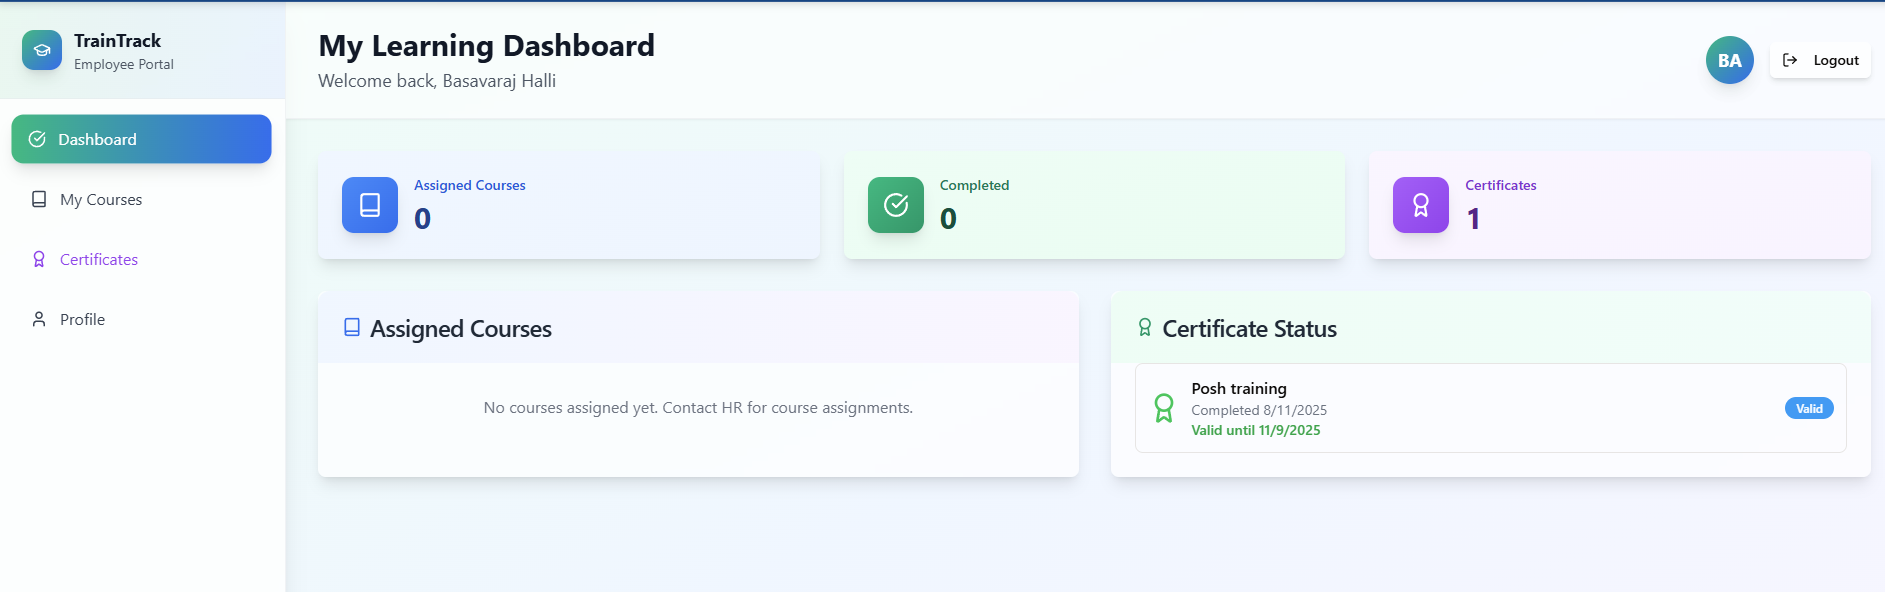 TrainTrack
Employee Portal
Dashboard
My Courses
Certificates
Profile
My Learning Dashboard
Welcome back, Basavaraj Halli
BA
Logout
Assigned Courses
0
Completed
0
Certificates
1
Assigned Courses
No courses assigned yet. Contact HR for course assignments.
Certificate Status
Posh training
Completed 8/11/2025
Valid until 11/9/2025
Valid